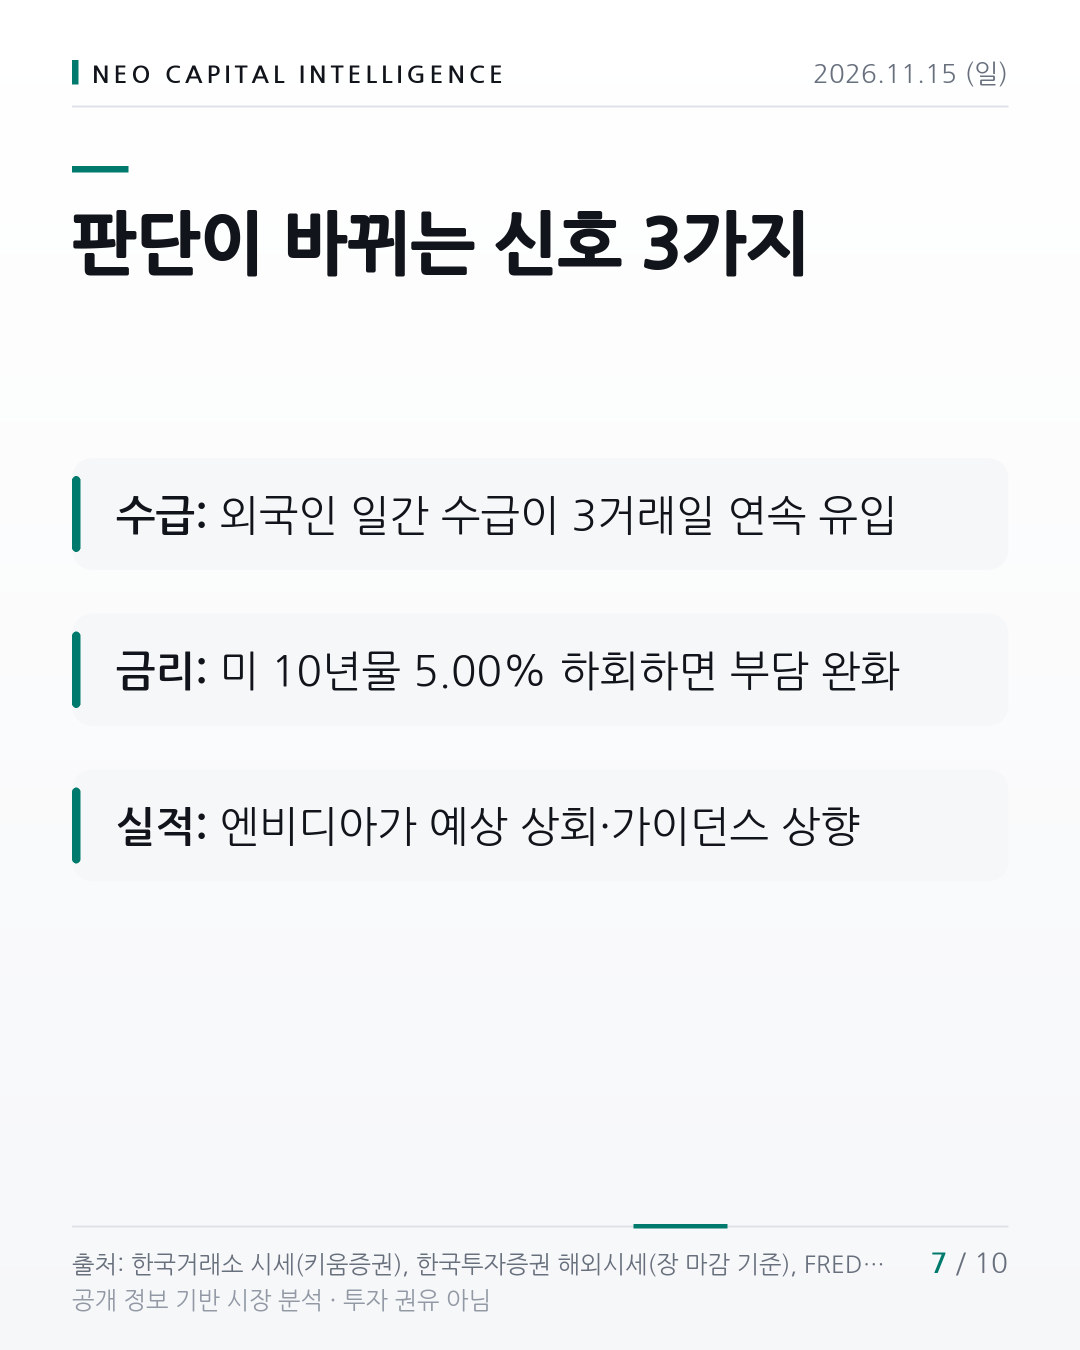 NEO CAPITAL INTELLIGENCE
2026.11.15 (일)
판단이 바뀌는 신호 3가지
수급: 외국인 일간 수급이 3거래일 연속 유입
금리: 미 10년물 5.00% 하회하면 부담 완화
실적: 엔비디아가 예상 상회·가이던스 상향
출처: 한국거래소 시세(키움증권), 한국투자증권 해외시세(장 마감 기준), FRED…
7 / 10
공개 정보 기반 시장 분석 · 투자 권유 아님